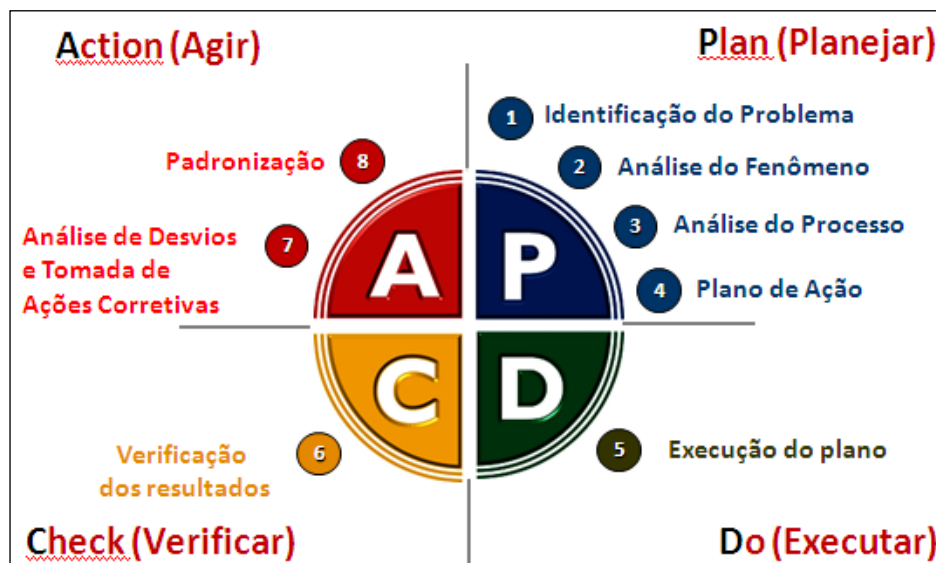 Action (Agir)
Plan (Planejar)
1 Identificação do Problema
2 Análise do Fenômeno
3 Análise do Processo
4 Plano de Ação
Padronização 8
Análise de Desvios
e Tomada de
Ações Corretivas
7
A P
C D
Verificação
dos resultados
6
5 Execução do plano
Check (Verificar)
Do (Executar)